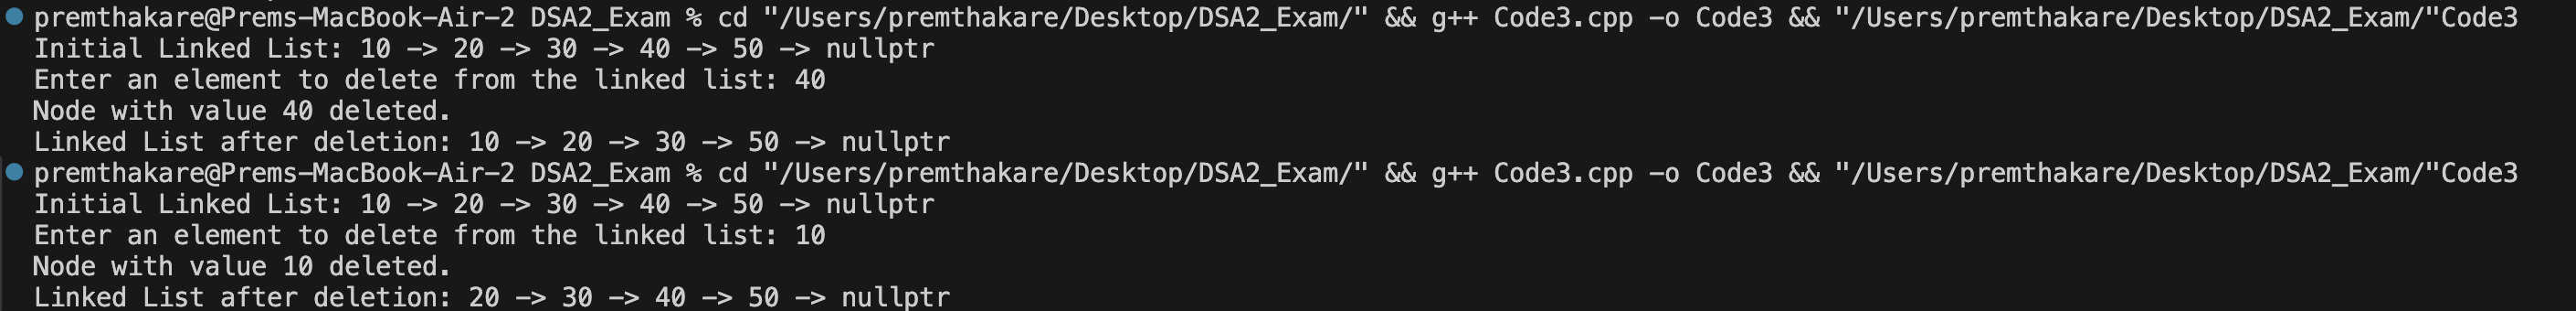 premthakare@Prems-MacBook-Air-2 DSA2_Exam % cd "/Users/premthakare/Desktop/DSA2_Exam/" && g++ Code3.cpp -o Code3 && "/Users/premthakare/Desktop/DSA2_Exam/"Code3
Initial Linked List: 10 -> 20 -> 30 -> 40 -> 50 -> nullptr
Enter an element to delete from the linked list: 40
Node with value 40 deleted.
Linked List after deletion: 10 -> 20 -> 30 -> 50 -> nullptr
premthakare@Prems-MacBook-Air-2 DSA2_Exam % cd "/Users/premthakare/Desktop/DSA2_Exam/" && g++ Code3.cpp -o Code3 && "/Users/premthakare/Desktop/DSA2_Exam/"Code3
Initial Linked List: 10 -> 20 -> 30 -> 40 -> 50 -> nullptr
Enter an element to delete from the linked list: 10
Node with value 10 deleted.
Linked List after deletion: 20 -> 30 -> 40 -> 50 -> nullptr